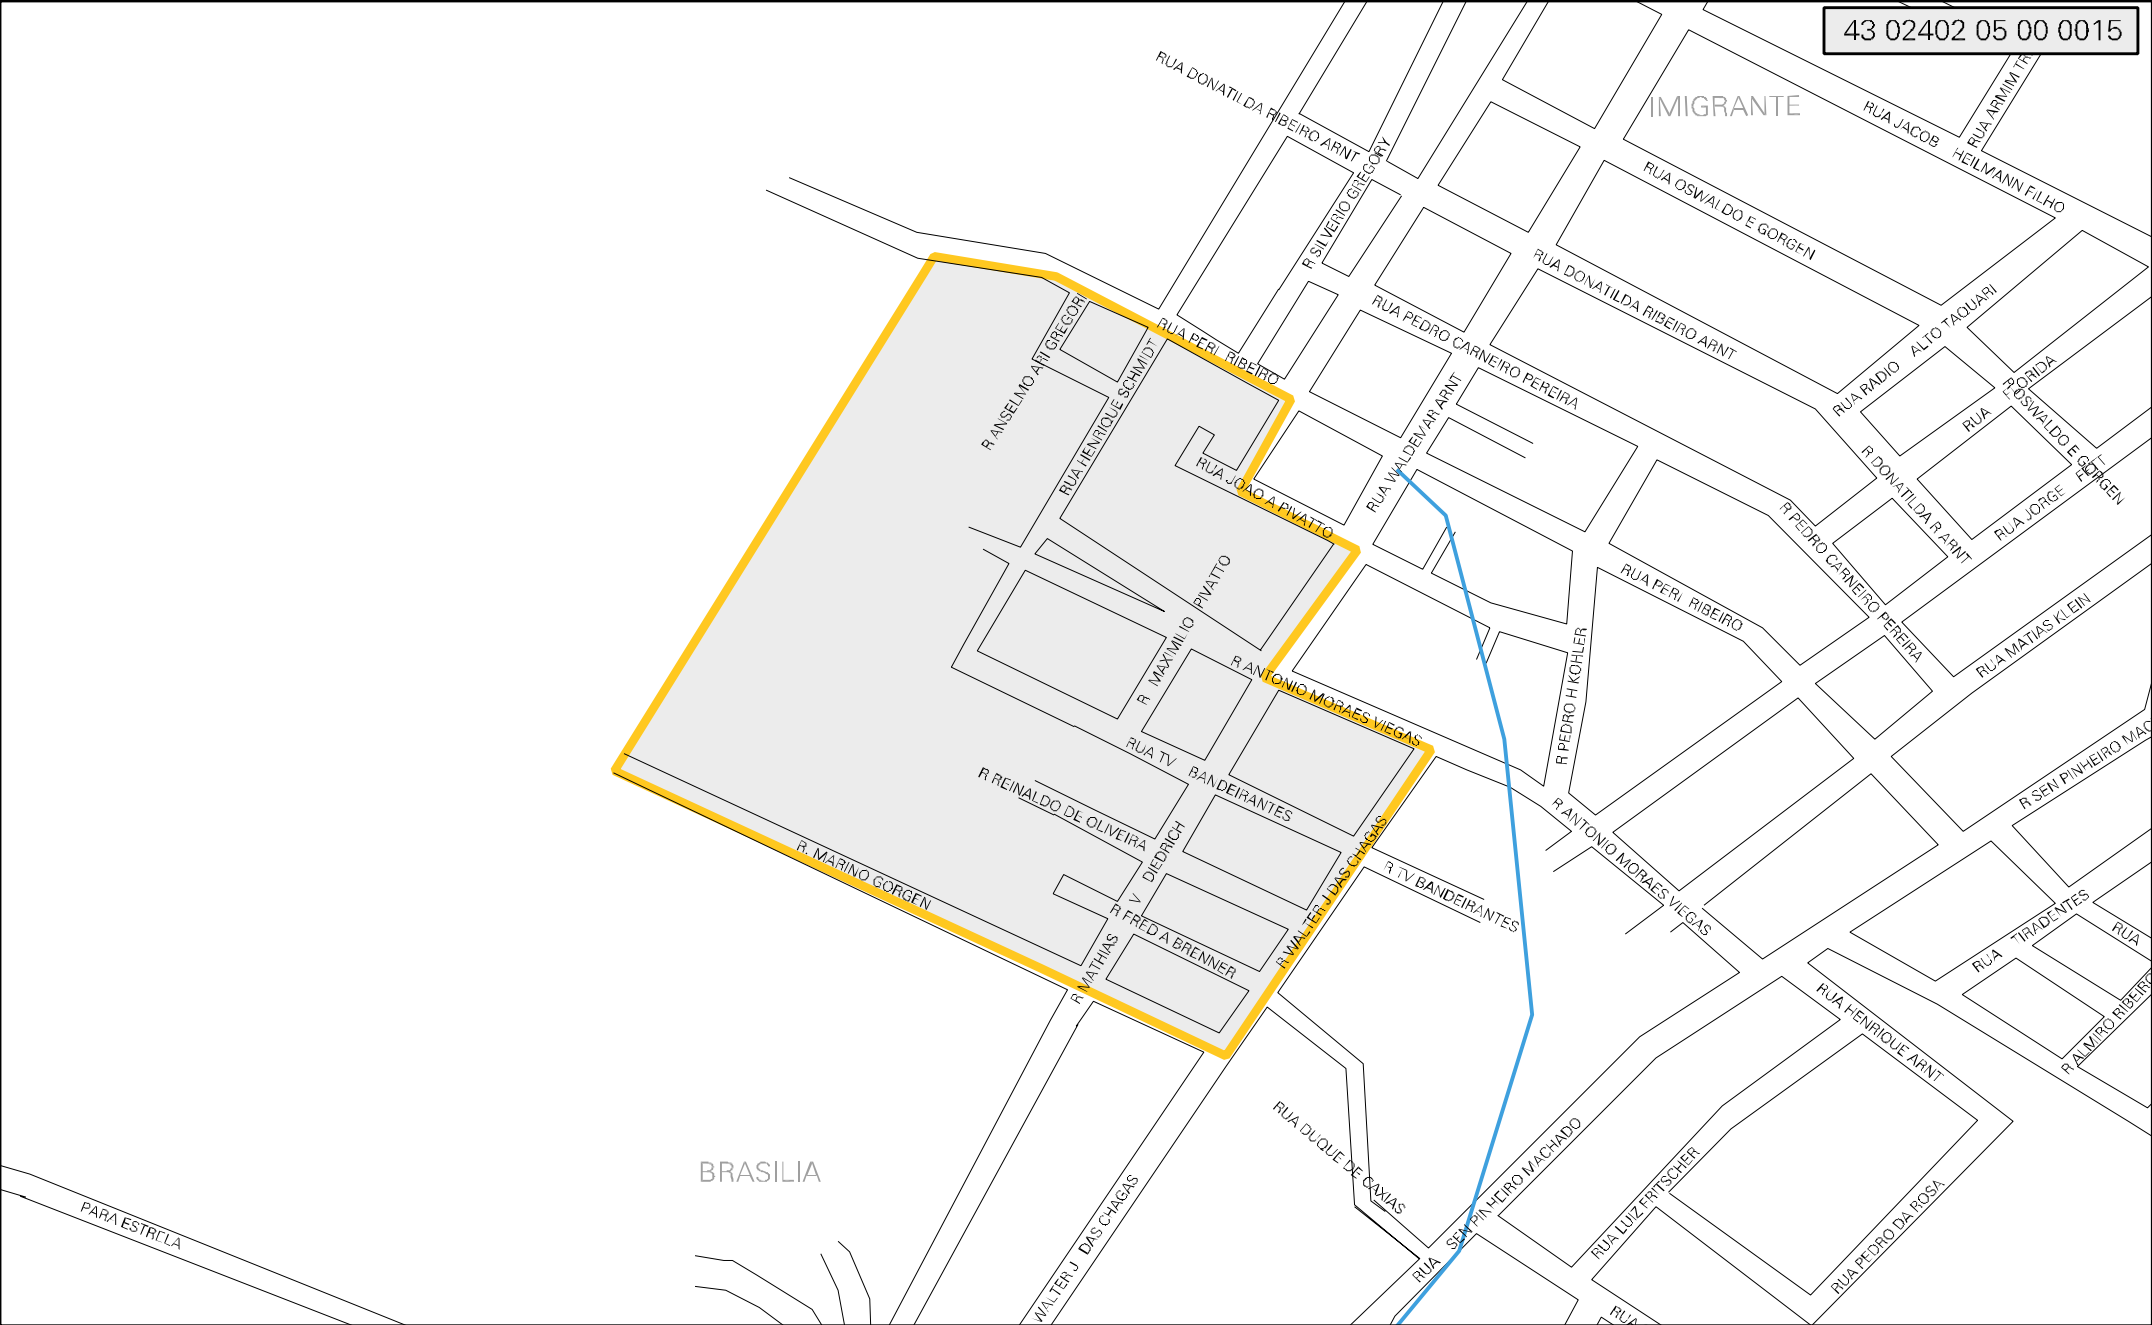 43 02402 05 00 0015
IMIGRANTE
RUA DONATILDA RIBEIRO ARNT
R SILVERIO GREGORY
RUA JACOB HEILMANN FILHO
RUA ARMIM
RUA OSWALDO E GORGEN
RUA DONATILDA RIBEIRO ARNT
RUA PEDRO CARNEIRO PEREIRA
RUA RADIO ALTO TAQUARI
RUA PERI RIBEIRO
R ANSELMO ARI GREGORI
RUA HENRIQUE SCHMIDT
RUA WALDEMAR ARNT
RUA
R OSWALDO E GORGEN
RUA JOAO A PIVATTO
R DONATILDA R ARNT
RUA JORGE
R PEDRO CARNEIRO PEREIRA
RUA PERI RIBEIRO
RUA MATIAS KLEIN
R MAXIMILIO PIVATTO
R ANTONIO MORAES VIEGAS
R PEDRO H KOHLER
RUA TV BANDEIRANTES
R REINALDO DE OLIVEIRA
R SEN PINHEIRO MAC
R ANTONIO MORAES VIEGAS
R. MARINO GORGEN
R MATHIAS V DIEDRICH
R FRED A BRENNER
R WALTER J DAS CHAGAS
R TV BANDEIRANTES
RUA TIRADENTES
RUA
RUA HENRIQUE ARNT
R ALMIRO RIBEIRO
RUA DUQUE DE CAXIAS
RUA SEN PINHEIRO MACHADO
RUA LUIZ FRITSCHER
RUA PEDRO DA ROSA
BRASILIA
PARA ESTRELA
WALTER J DAS CHAGAS
RUA